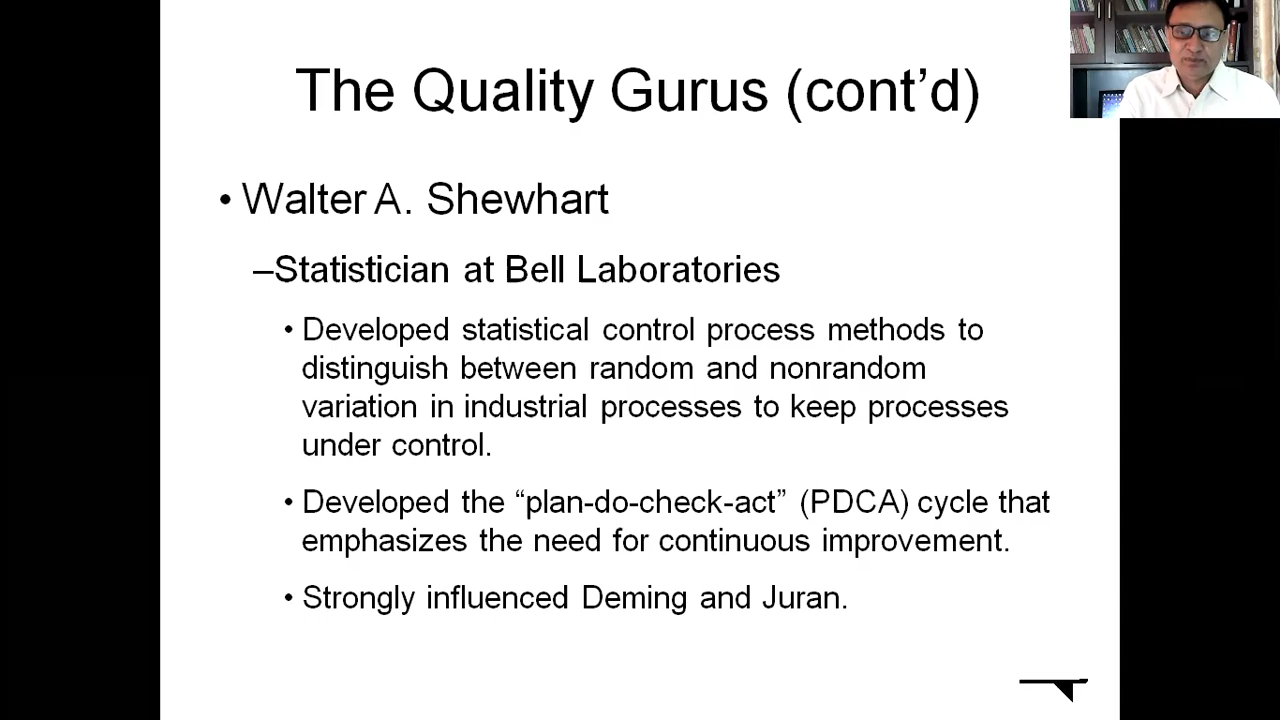 The Quality Gurus (cont’d)
• Walter A. Shewhart
–Statistician at Bell Laboratories
• Developed statistical control process methods to
distinguish between random and nonrandom
variation in industrial processes to keep processes
under control.
• Developed the “plan-do-check-act” (PDCA) cycle that
emphasizes the need for continuous improvement.
• Strongly influenced Deming and Juran.